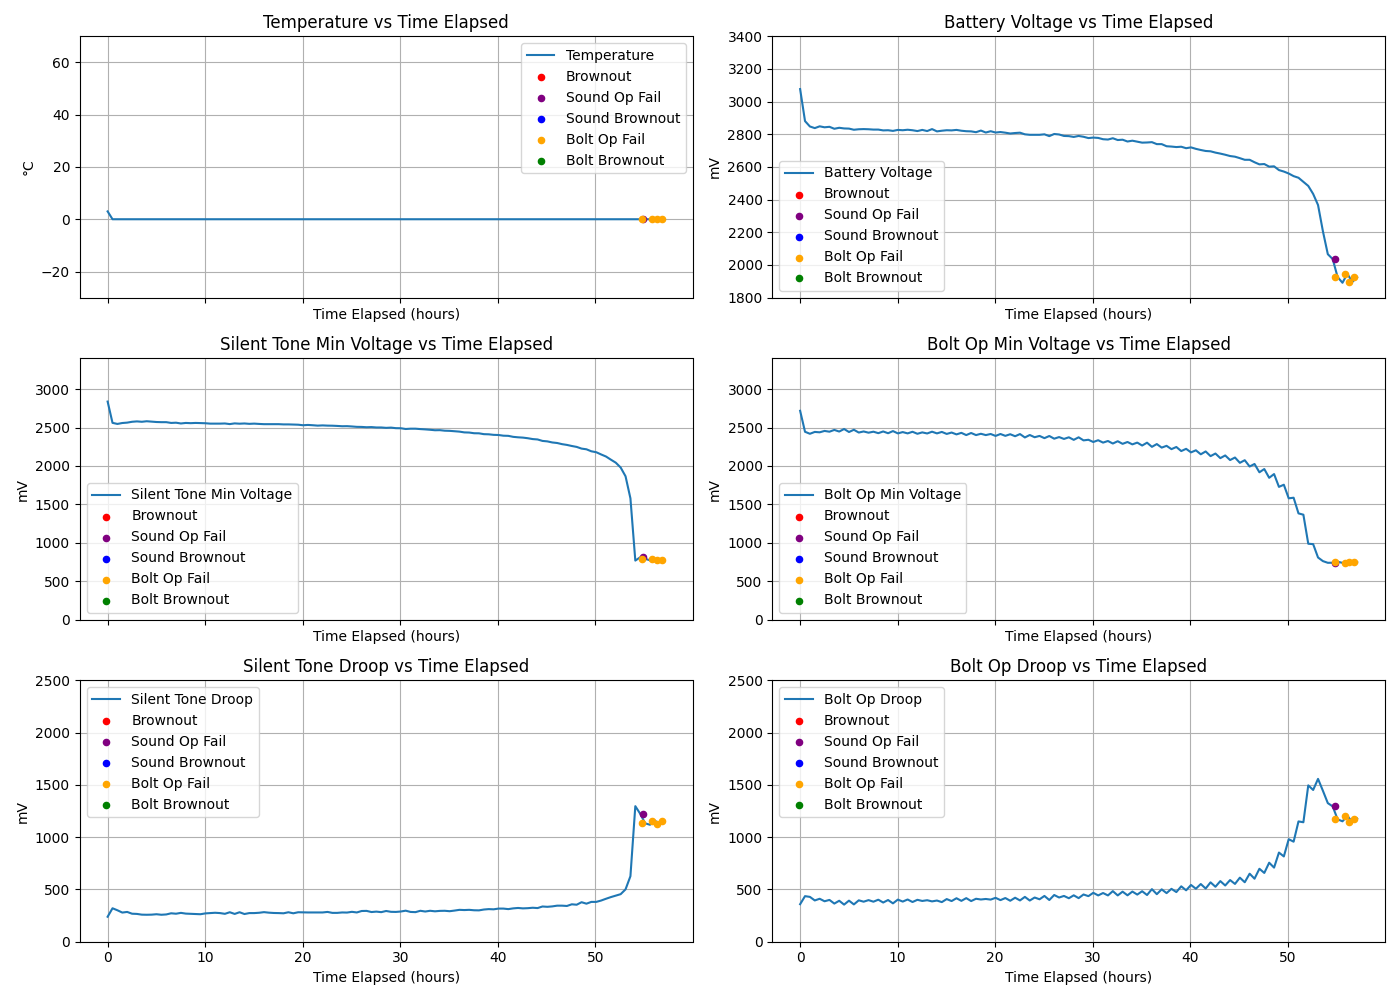 Temperature vs Time Elapsed
60
40
20
0
−20
°C
Temperature
Brownout
Sound Op Fail
Sound Brownout
Bolt Op Fail
Bolt Brownout
Time Elapsed (hours)
Battery Voltage vs Time Elapsed
3400
3200
3000
2800
2600
2400
2200
2000
1800
mV
Battery Voltage
Brownout
Sound Op Fail
Sound Brownout
Bolt Op Fail
Bolt Brownout
Time Elapsed (hours)
Silent Tone Min Voltage vs Time Elapsed
3000
2500
2000
1500
1000
500
0
mV
Silent Tone Min Voltage
Brownout
Sound Op Fail
Sound Brownout
Bolt Op Fail
Bolt Brownout
Time Elapsed (hours)
Bolt Op Min Voltage vs Time Elapsed
3000
2500
2000
1500
1000
500
0
mV
Bolt Op Min Voltage
Brownout
Sound Op Fail
Sound Brownout
Bolt Op Fail
Bolt Brownout
Time Elapsed (hours)
Silent Tone Droop vs Time Elapsed
2500
2000
1500
1000
500
0
mV
Silent Tone Droop
Brownout
Sound Op Fail
Sound Brownout
Bolt Op Fail
Bolt Brownout
0 10 20 30 40 50
Time Elapsed (hours)
Bolt Op Droop vs Time Elapsed
2500
2000
1500
1000
500
0
mV
Bolt Op Droop
Brownout
Sound Op Fail
Sound Brownout
Bolt Op Fail
Bolt Brownout
0 10 20 30 40 50
Time Elapsed (hours)